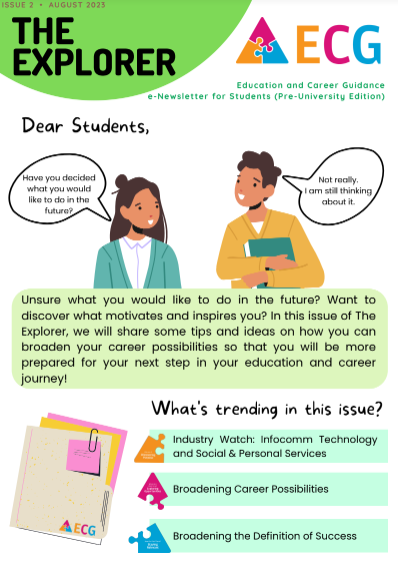 ISSUE 2 • AUGUST 2023
THE
EXPLORER
ECG
Education and Career Guidance
e-Newsletter for Students (Pre-University Edition)
Dear Students,
Have you decided
what you would
like to do in the
future?
Not really.
I am still thinking
about it.
Unsure what you would like to do in the future? Want to
discover what motivates and inspires you? In this issue of The
Explorer, we will share some tips and ideas on how you can
broaden your career possibilities so that you will be more
prepared for your next step in your education and career
journey!
What's trending in this issue?
Industry Watch: Infocomm Technology
and Social & Personal Services
Broadening Career Possibilities
Broadening the Definition of Success
ECG